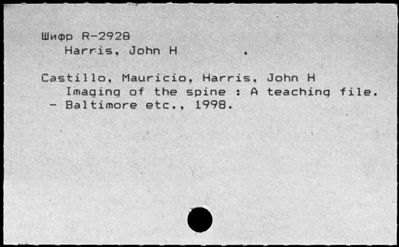 Шифр R-2928
Harris, John H .
Castillo, Mauricio, Harris, John H
Imaging of the spine : A teaching file.
- Baltimore etc., 1998.